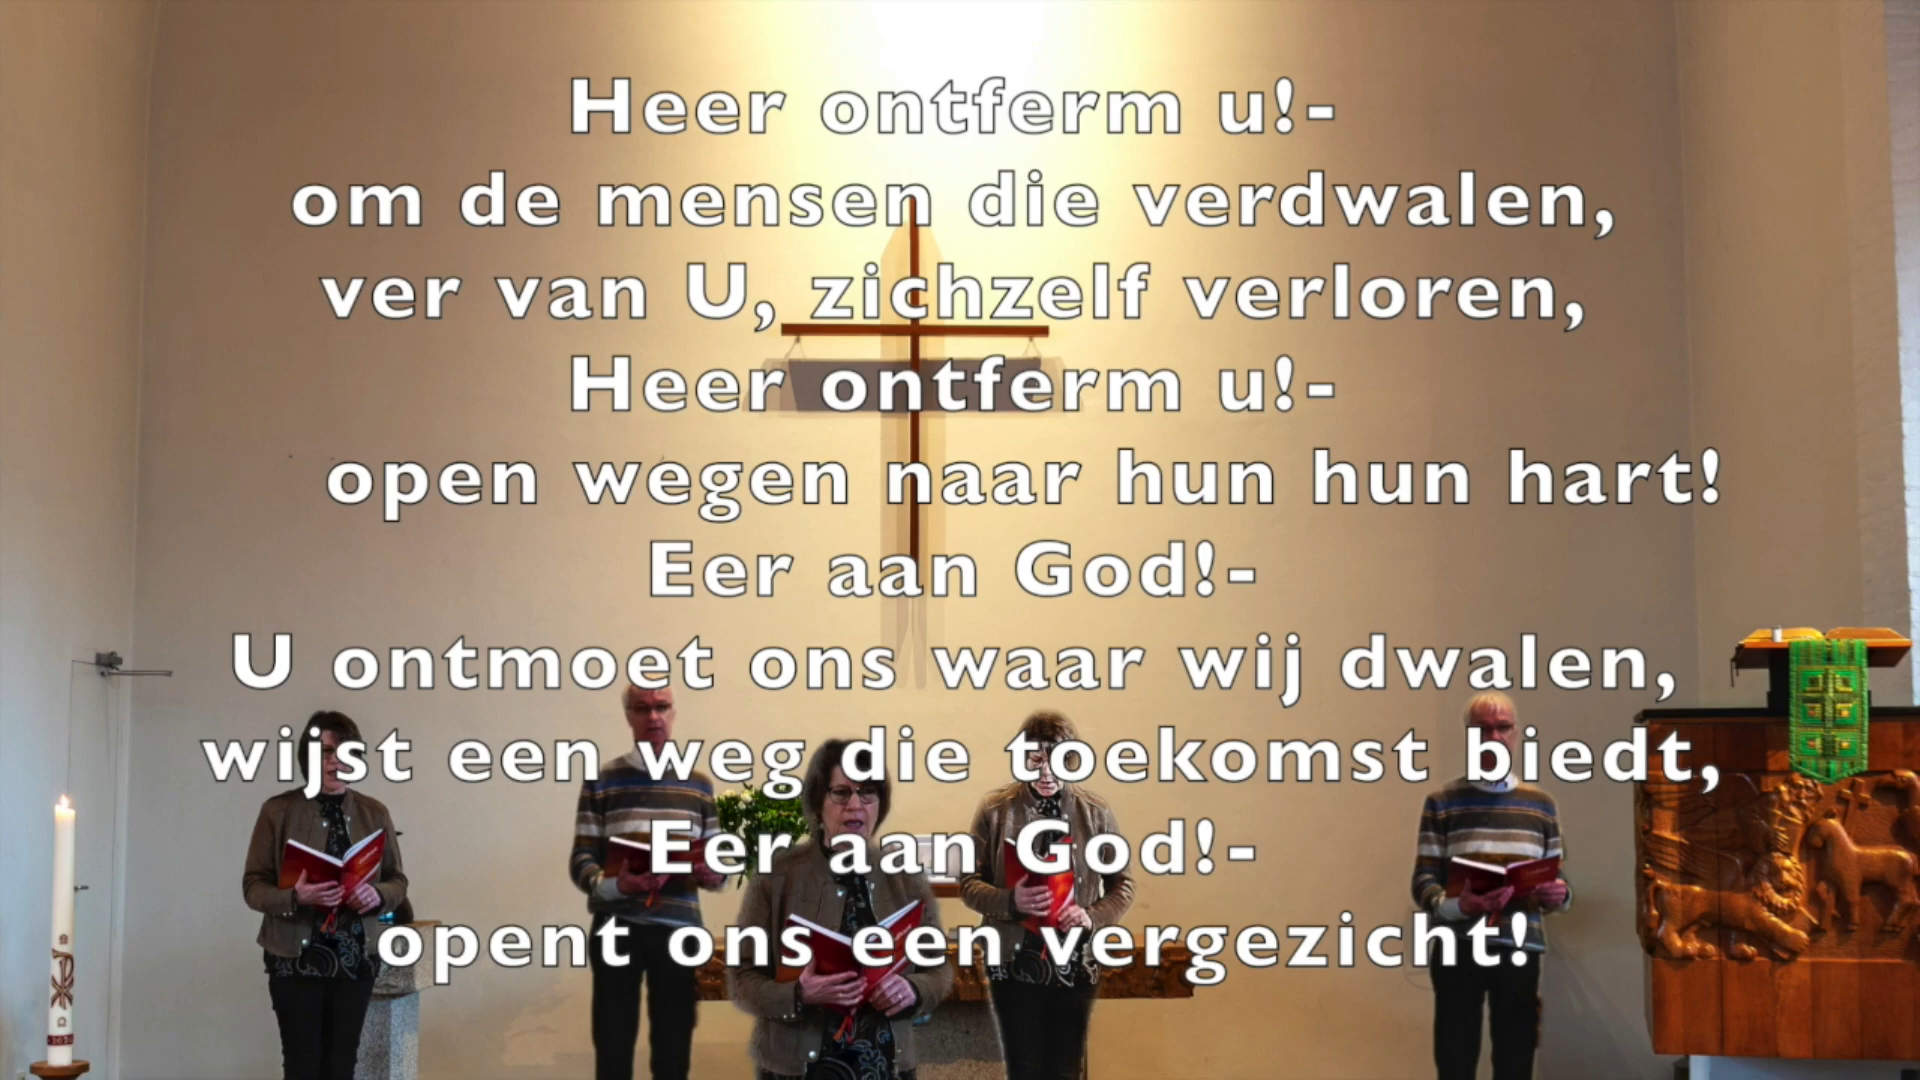 Heer ontferm u!-
om de mensen die verdwalen,
ver van U, zichzelf verloren,
Heer ontferm u!-
open wegen naar hun hun hart!
Eer aan God!-
U ontmoet ons waar wij dwalen,
wijst een weg die toekomst biedt,
Eer aan God!-
opent ons een vergezicht!